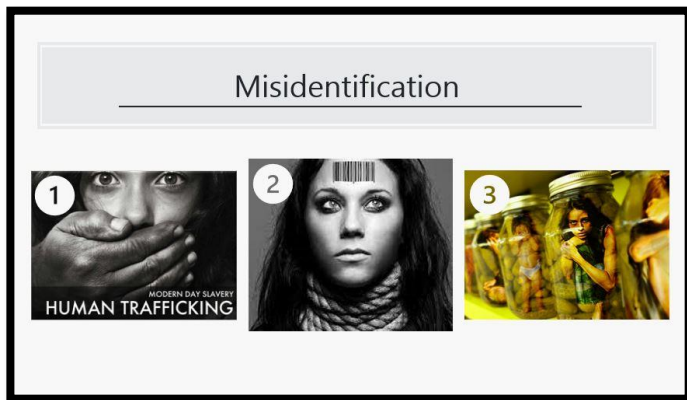 Misidentification
1
2
3
MODERN DAY SLAVERY
HUMAN TRAFFICKING